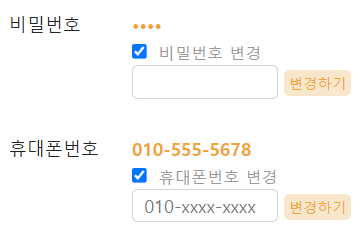 비밀번호 ••••
비밀번호 변경
변경하기
휴대폰번호 010-555-5678
휴대폰번호 변경
010-xxxx-xxxx 변경하기